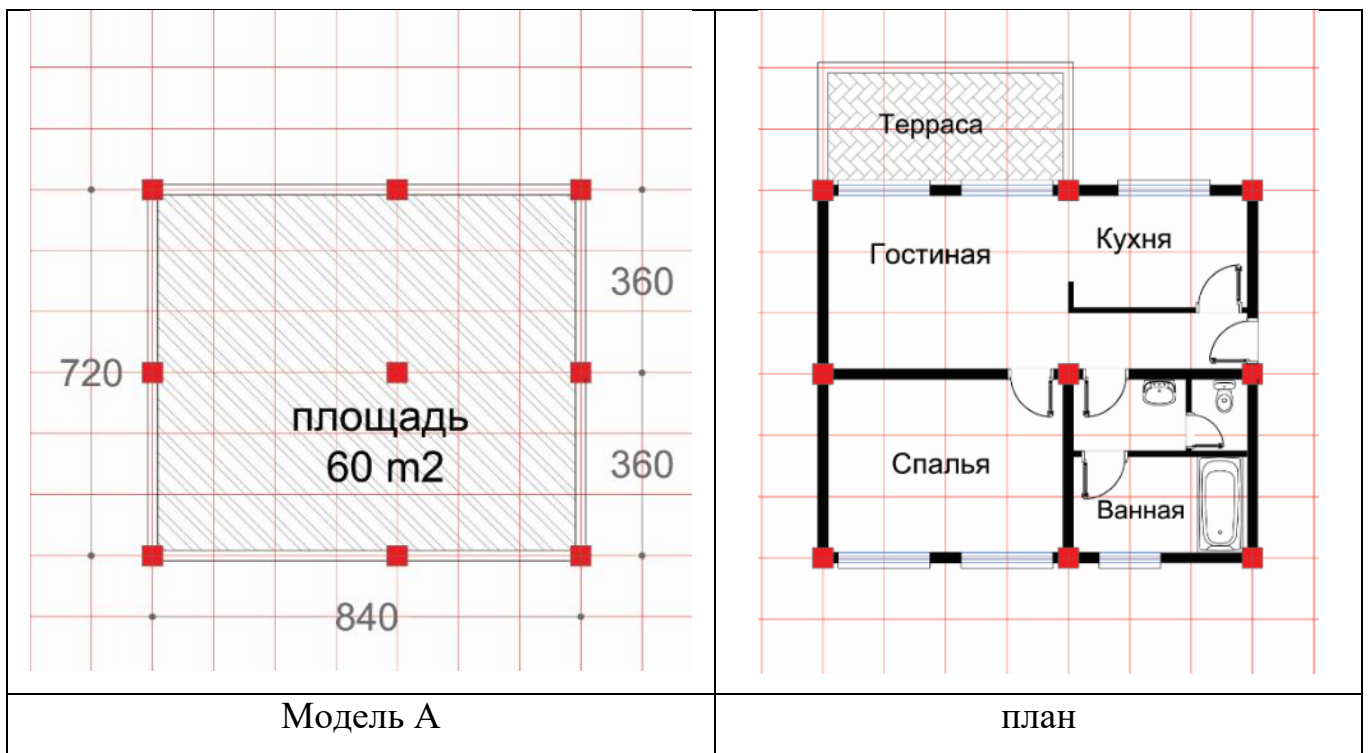 360
720
площадь
60 m2
360
840
Терраса
Гостиная
Кухня
Спалья
Ванная
Модель А
план